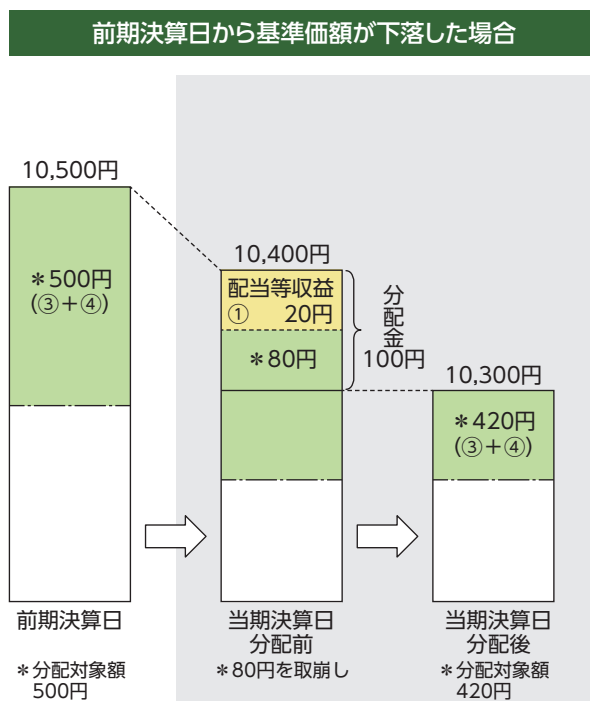 前期決算日から基準価額が下落した場合
10,500円
*500円
(③+④)
10,400円
配当等収益
① 20円
*80円
分配金
100円
10,300円
*420円
(③+④)
前期決算日
*分配対象額
500円
当期決算日
分配前
*80円を取崩し
当期決算日
分配後
*分配対象額
420円